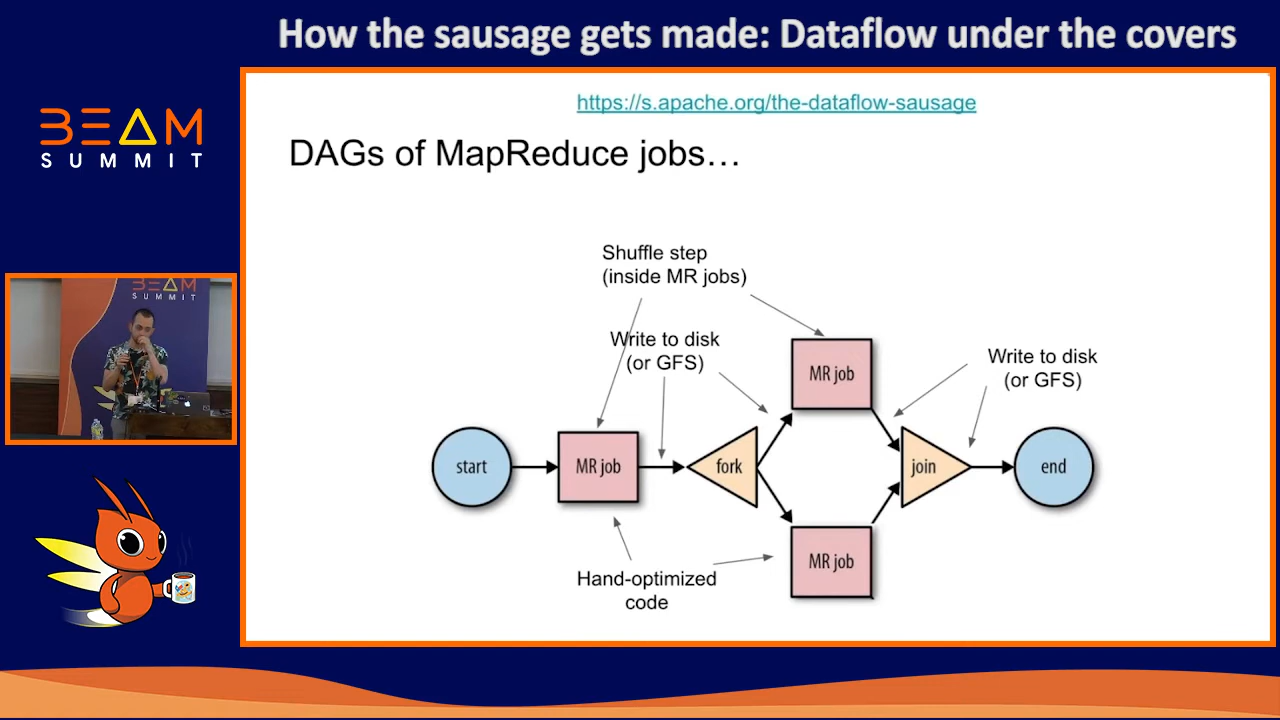 How the sausage gets made: Dataflow under the covers
BEAM
SUMMIT
https://s.apache.org/the-dataflow-sausage
DAGs of MapReduce jobs…
Shuffle step
(inside MR jobs)
Write to disk
(or GFS)
Write to disk
(or GFS)
MR job
start
MR job
fork
join
end
MR job
Hand-optimized
code
BEAM
SUMMIT